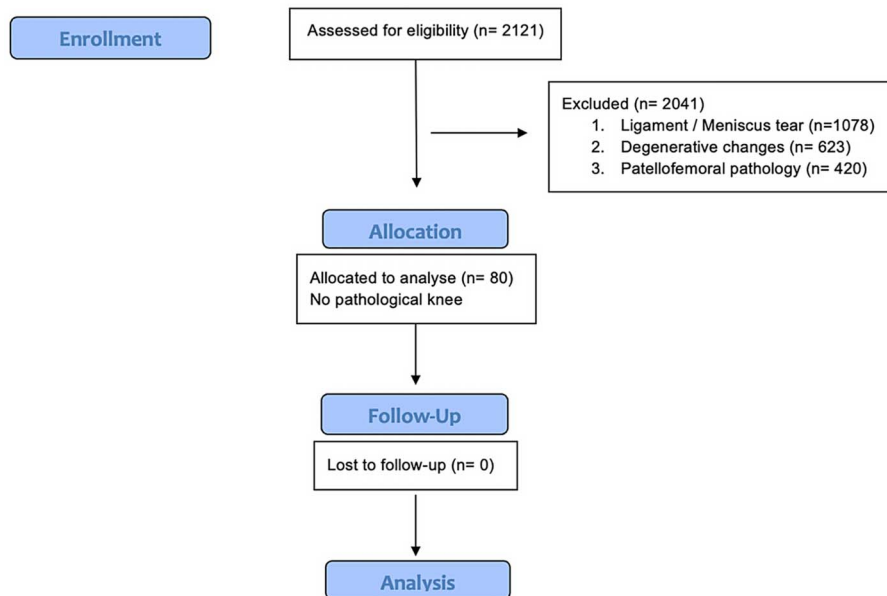 Enrollment
Assessed for eligibility (n= 2121)
Excluded (n= 2041)
1. Ligament / Meniscus tear (n=1078)
2. Degenerative changes (n= 623)
3. Patellofemoral pathology (n= 420)
Allocation
Allocated to analyse (n= 80)
No pathological knee
Follow-Up
Lost to follow-up (n= 0)
Analysis